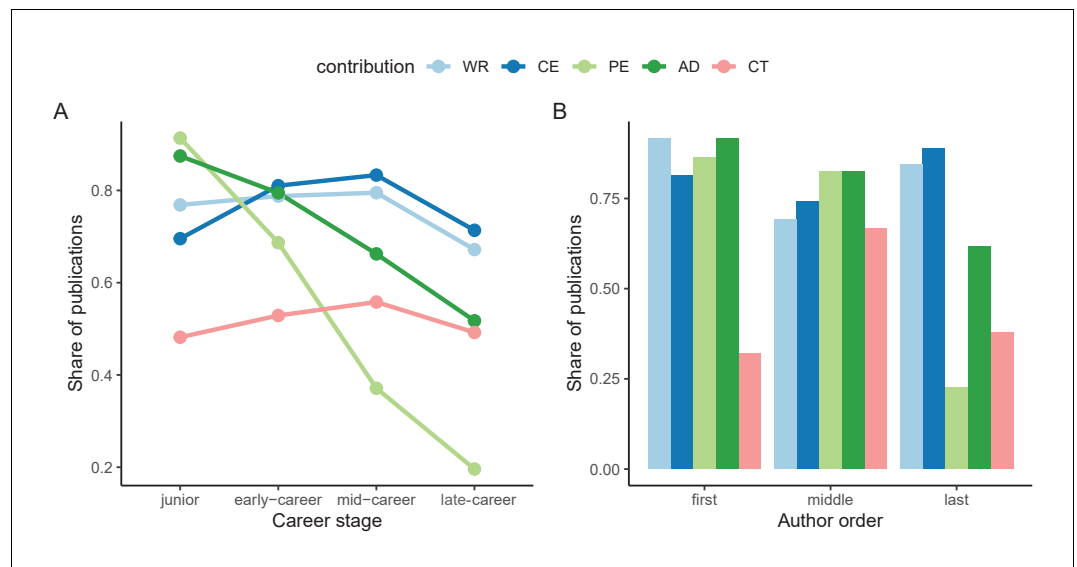 contribution WR CE PE AD CT
A
B
Share of publications
0.8
0.6
0.4
0.2
junior early−career mid−career late-career
Career stage
Share of publications
0.75
0.50
0.25
0.00
first middle last
Author order